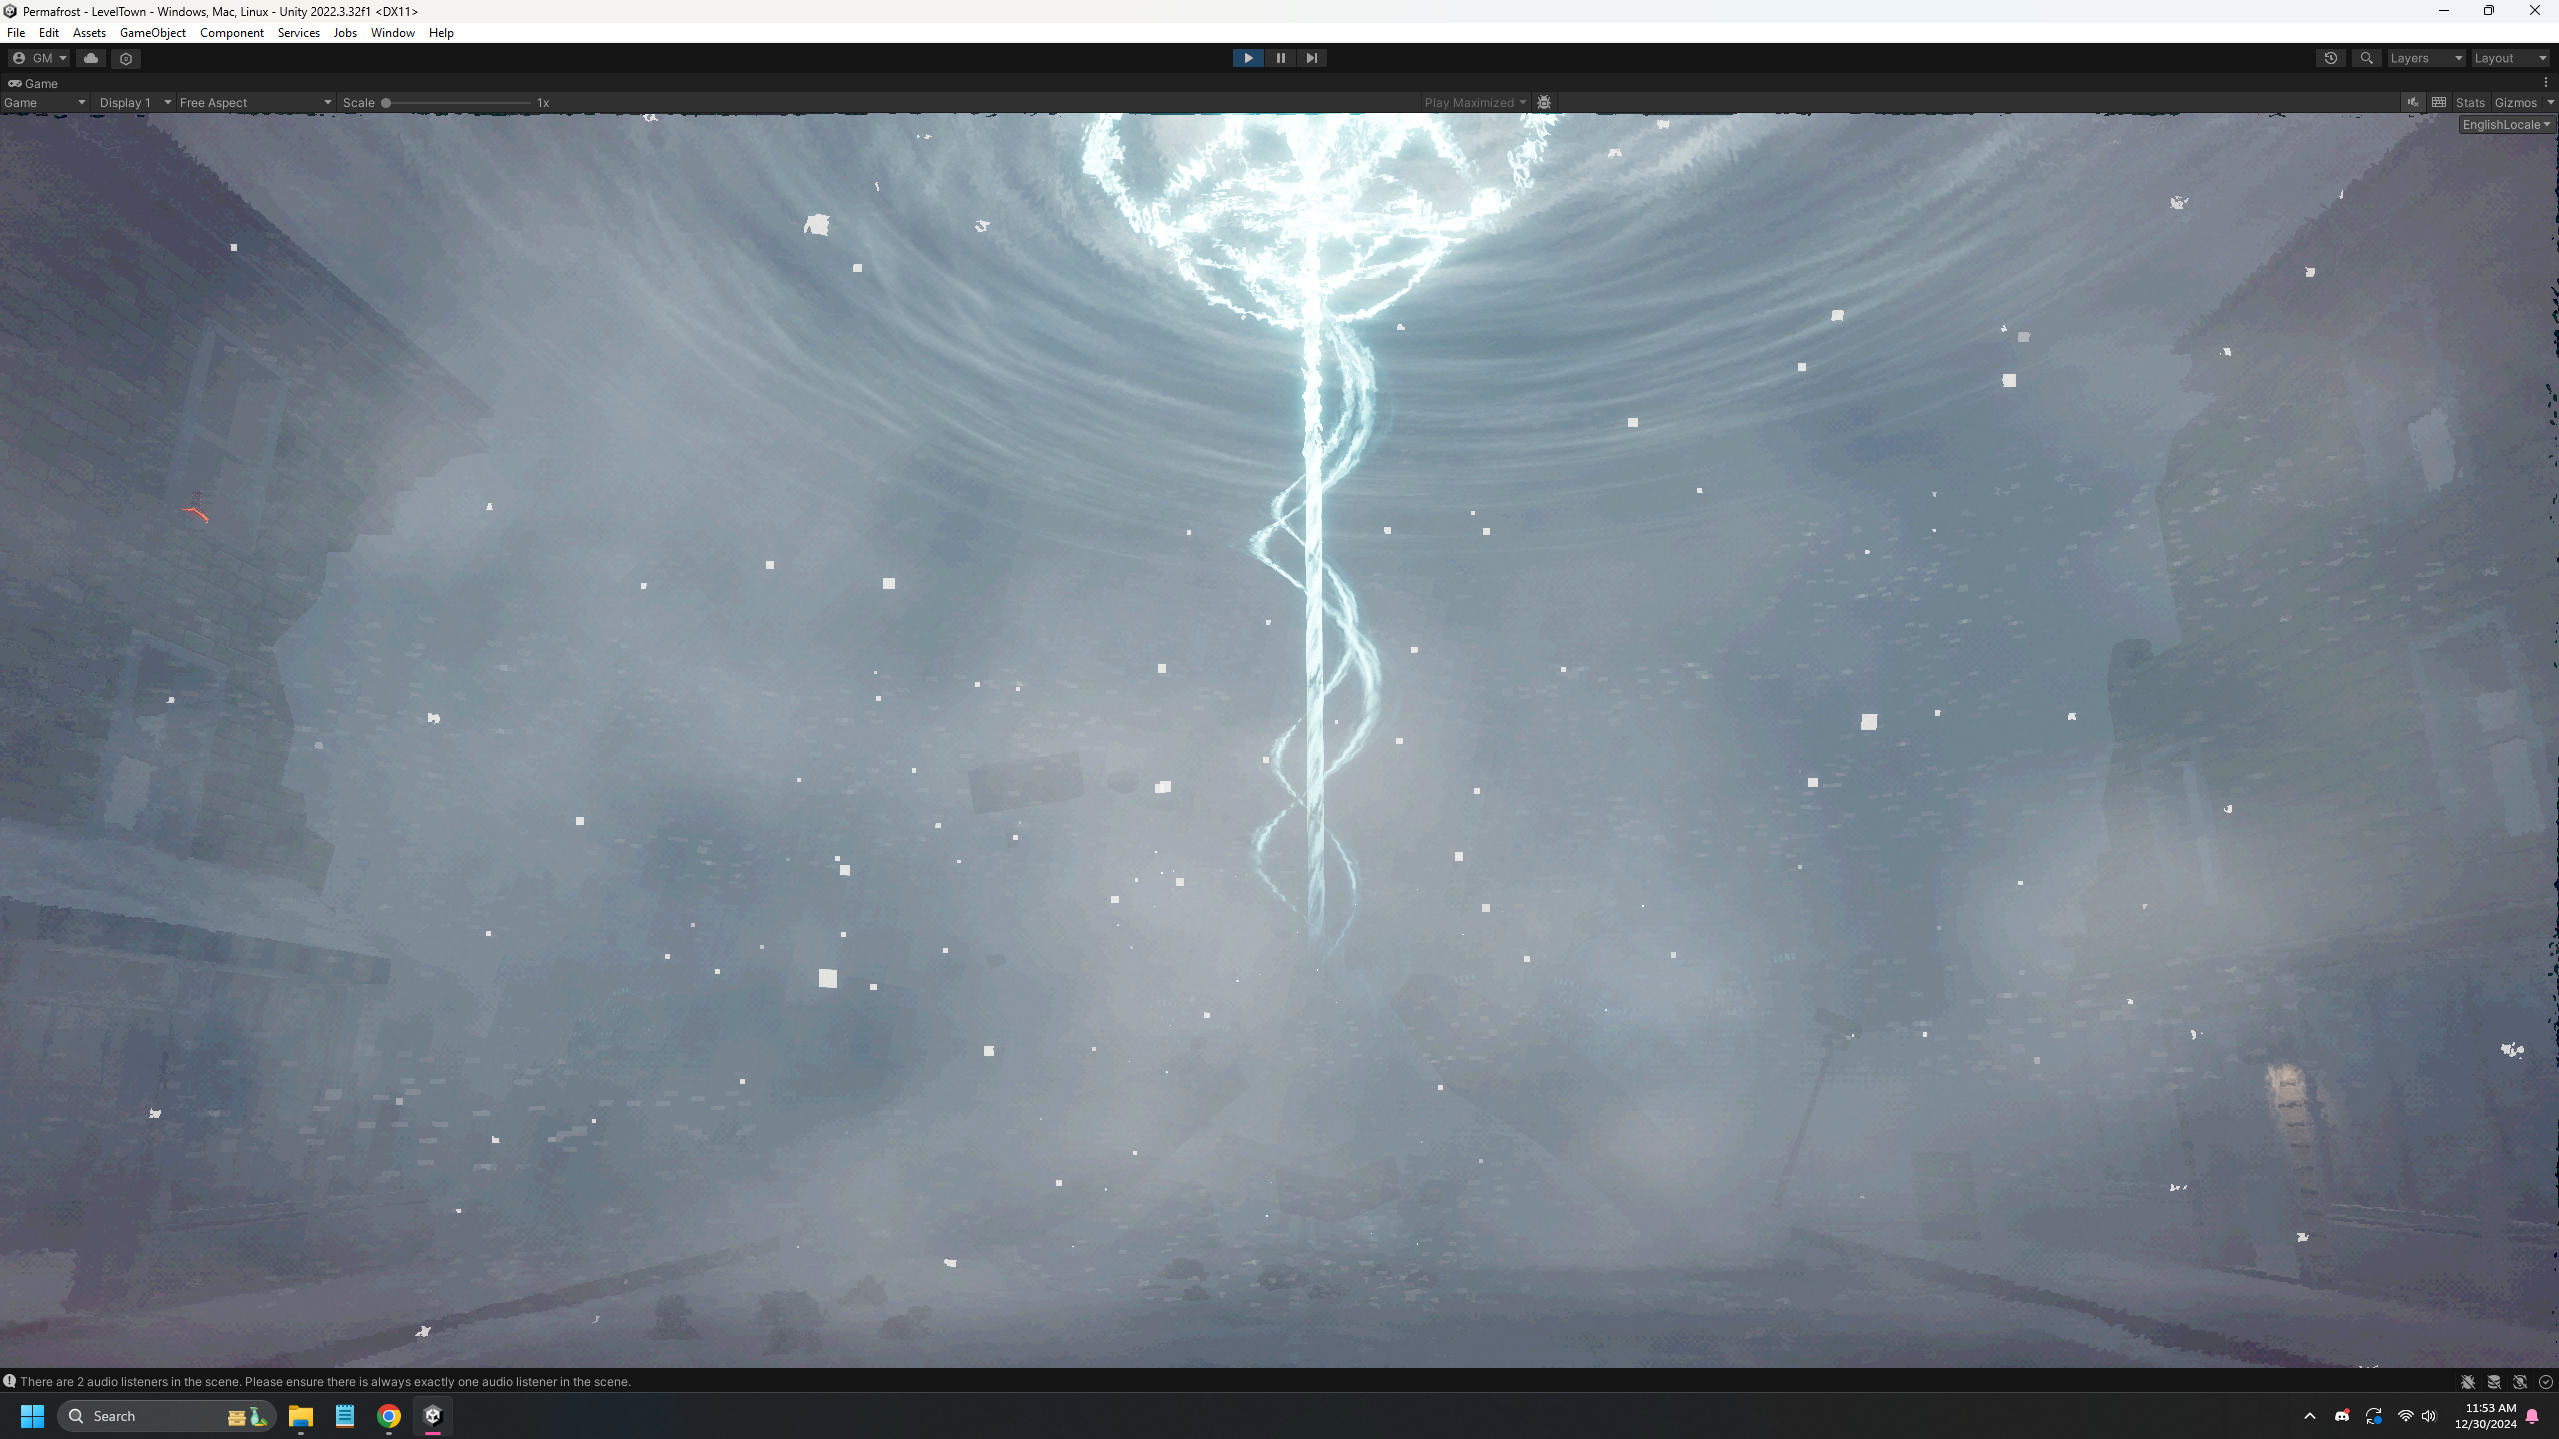 Permafrost - LevelTown - Windows, Mac, Linux - Unity 2022.3.32f1 <DX11>
File Edit Assets GameObject Component Services Jobs Window Help
GM Layers Layout
Game
Game Display 1 Free Aspect Scale 1x Play Maximized Stats Gizmos
EnglishLocale
There are 2 audio listeners in the scene. Please ensure there is always exactly one audio listener in the scene.
Search 11:53 AM
12/30/2024